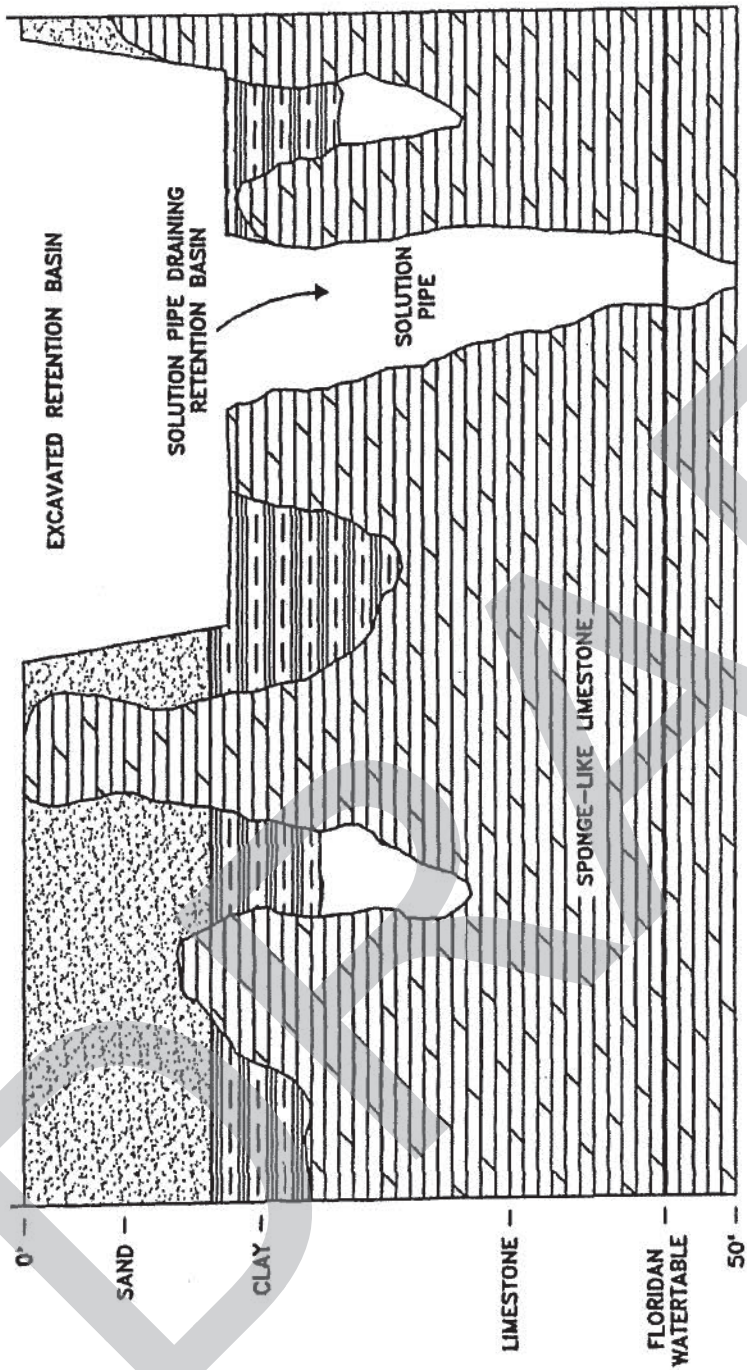 EXCAVATED RETENTION BASIN
SOLUTION PIPE DRAINING
RETENTION BASIN
SOLUTION
PIPE
SPONGE-LIKE LIMESTONE
0' –
SAND –
CLAY –
LIMESTONE –
FLORIDAN –
WATERTABLE
50' –
DRA